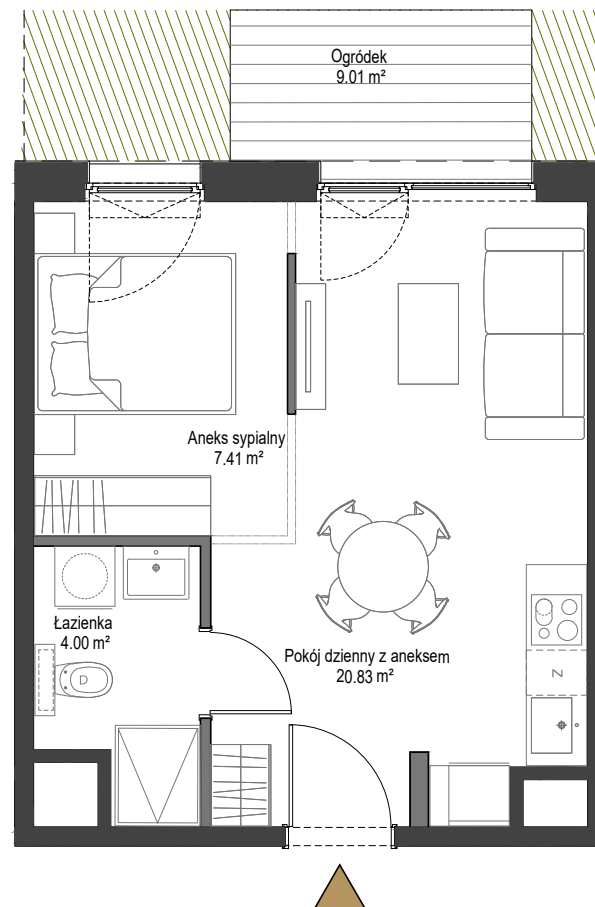 Ogródek
9.01 m²
Aneks sypialny
7.41 m²
Łazienka
4.00 m²
Pokój dzienny z aneksem
20.83 m²
Z